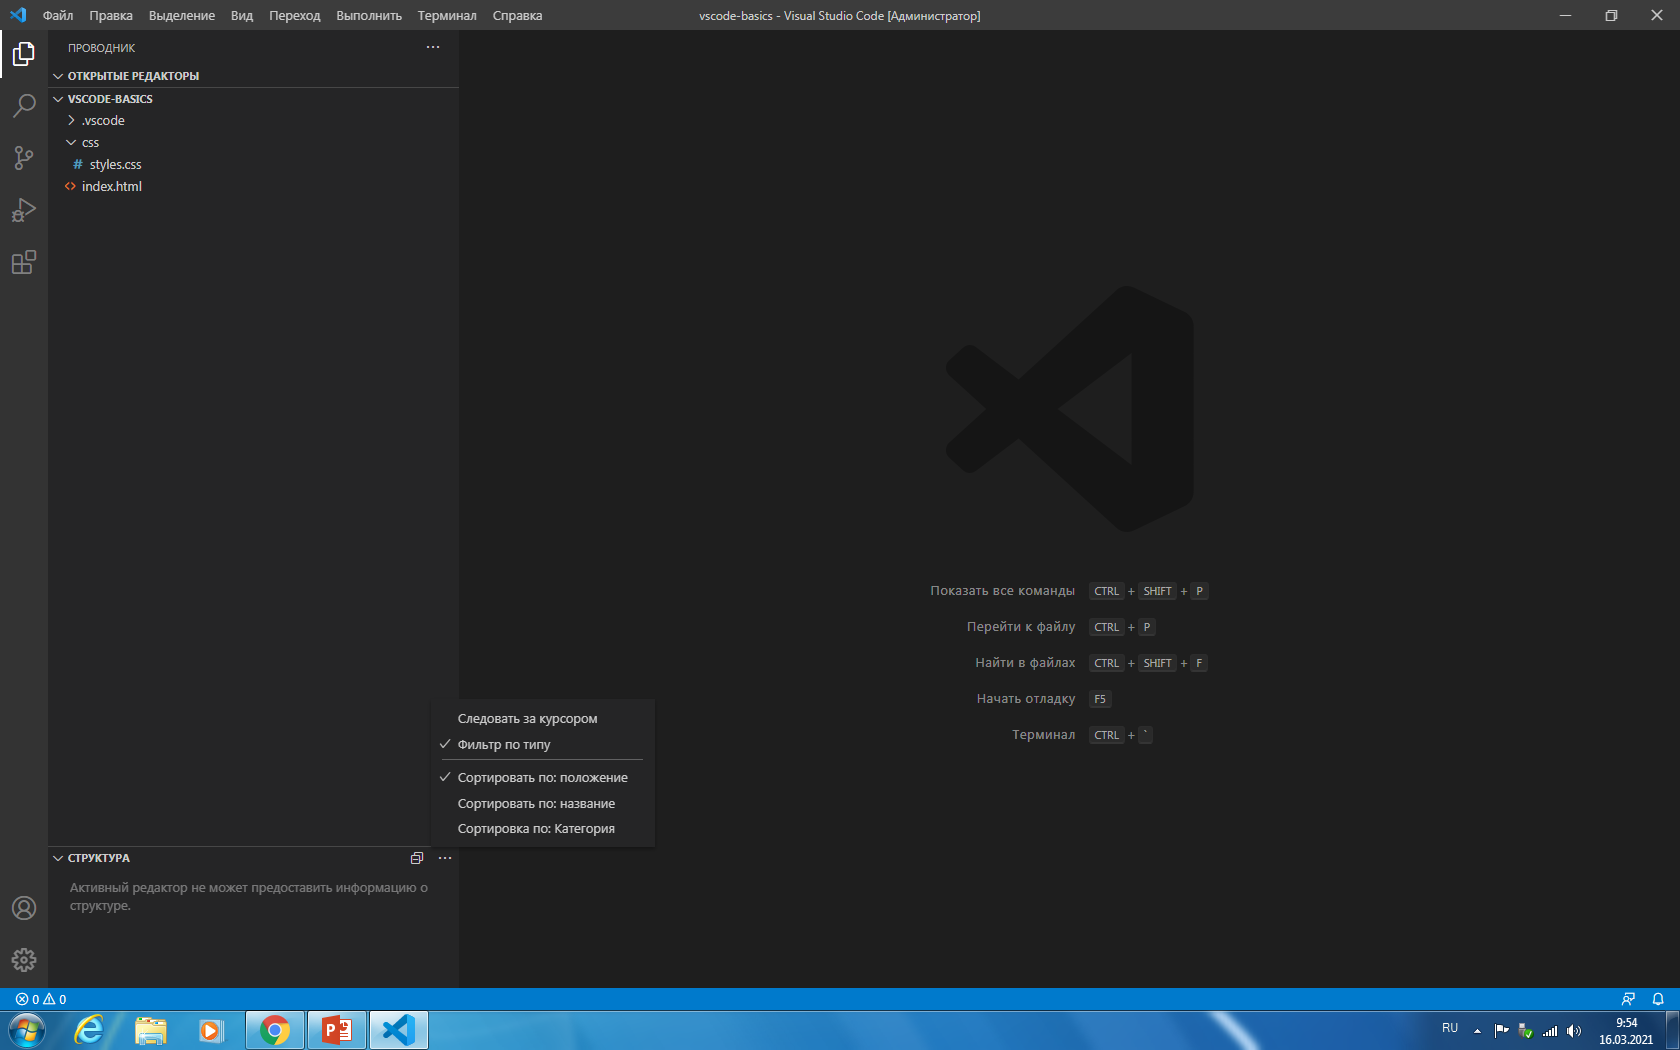 Файл Правка Выделение Вид Переход Выполнить Терминал Справка
vscode-basics - Visual Studio Code [Администратор]
ПРОВОДНИК
ОТКРЫТЫЕ РЕДАКТОРЫ
VSCODE-BASICS
.vscode
css
# styles.css
<> index.html
Показать все команды CTRL + SHIFT + P
Перейти к файлу CTRL + P
Найти в файлах CTRL + SHIFT + F
Начать отладку F5
Терминал CTRL + `
Следовать за курсором
Фильтр по типу
Сортировать по: положение
Сортировать по: название
Сортировка по: Категория
СТРУКТУРА
Активный редактор не может предоставить информацию о
структуре.
0 0
RU
9:54
16.03.2021